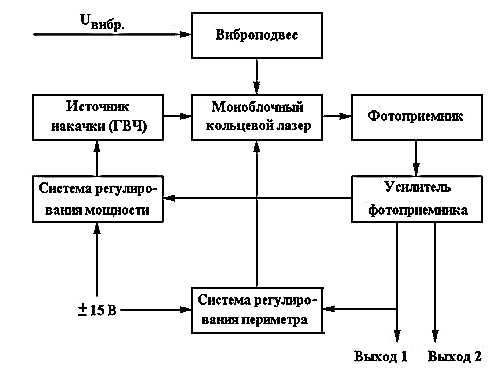 Uвибр.
Виброподвес
Источник
накачки (ГВЧ)
Моноблочный
кольцевой лазер
Фотоприемник
Система регулиро-
вания мощности
Усилитель
фотоприемника
± 15 В
Система регулиро-
вания периметра
Выход 1
Выход 2